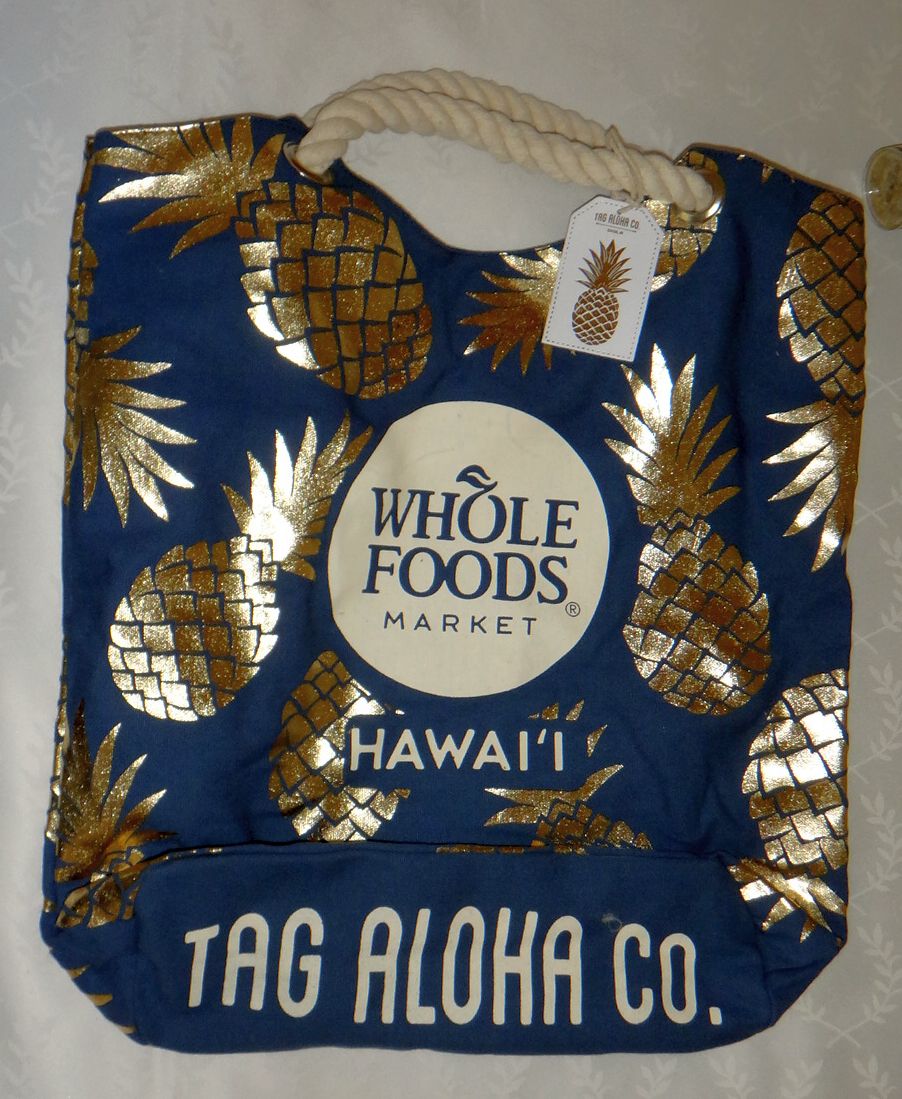 TAG ALOHA CO.
WHOLE
FOODS
MARKET
®
HAWAI‘I
TAG ALOHA CO.